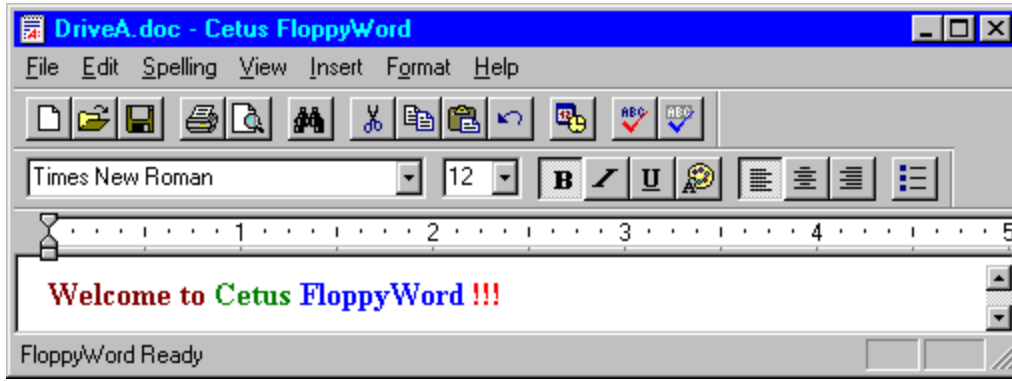 DriveA.doc - Cetus FloppyWord
File Edit Spelling View Insert Format Help
Times New Roman 12 B I U
1 2 3 4 5
Welcome to Cetus FloppyWord !!!
FloppyWord Ready